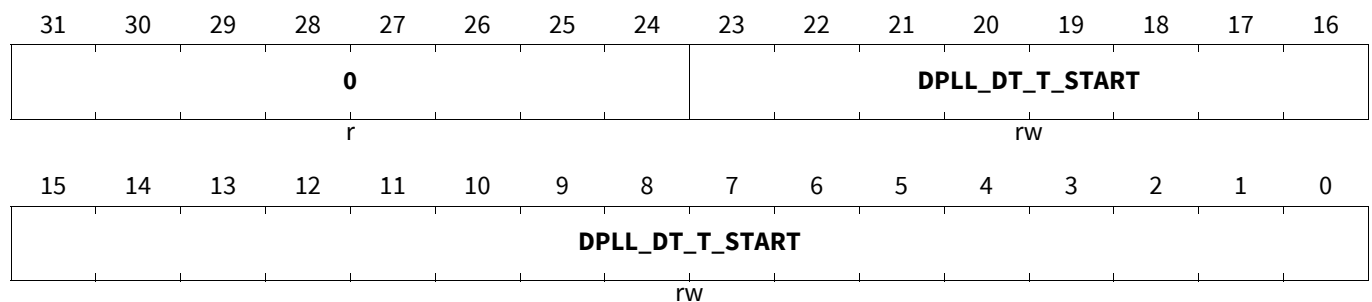 31 30 29 28 27 26 25 24 23 22 21 20 19 18 17 16
0 DPLL_DT_T_START
r rw
15 14 13 12 11 10 9 8 7 6 5 4 3 2 1 0
DPLL_DT_T_START
rw